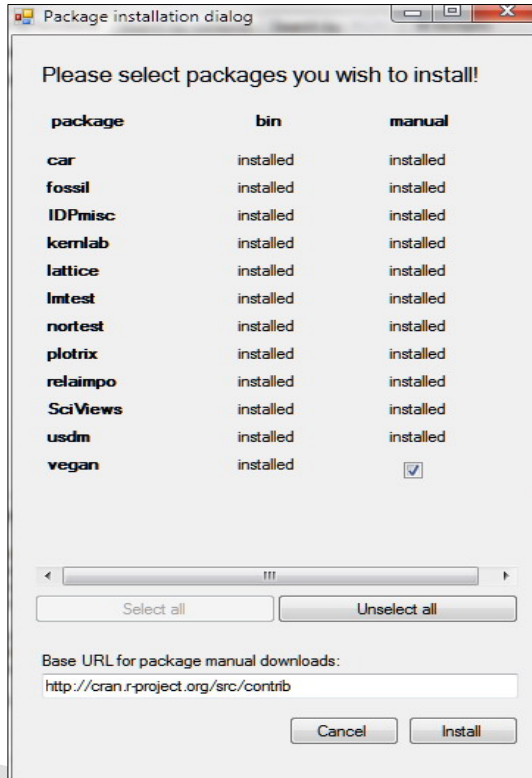 Package installation dialog
Please select packages you wish to install!
package bin manual
car installed installed
fossil installed installed
IDPmisc installed installed
kernlab installed installed
lattice installed installed
lmtest installed installed
nortest installed installed
plotrix installed installed
relaimpo installed installed
SciViews installed installed
usdm installed installed
vegan installed
Select all Unselect all
Base URL for package manual downloads:
http://cran.r-project.org/src/contrib
Cancel Install